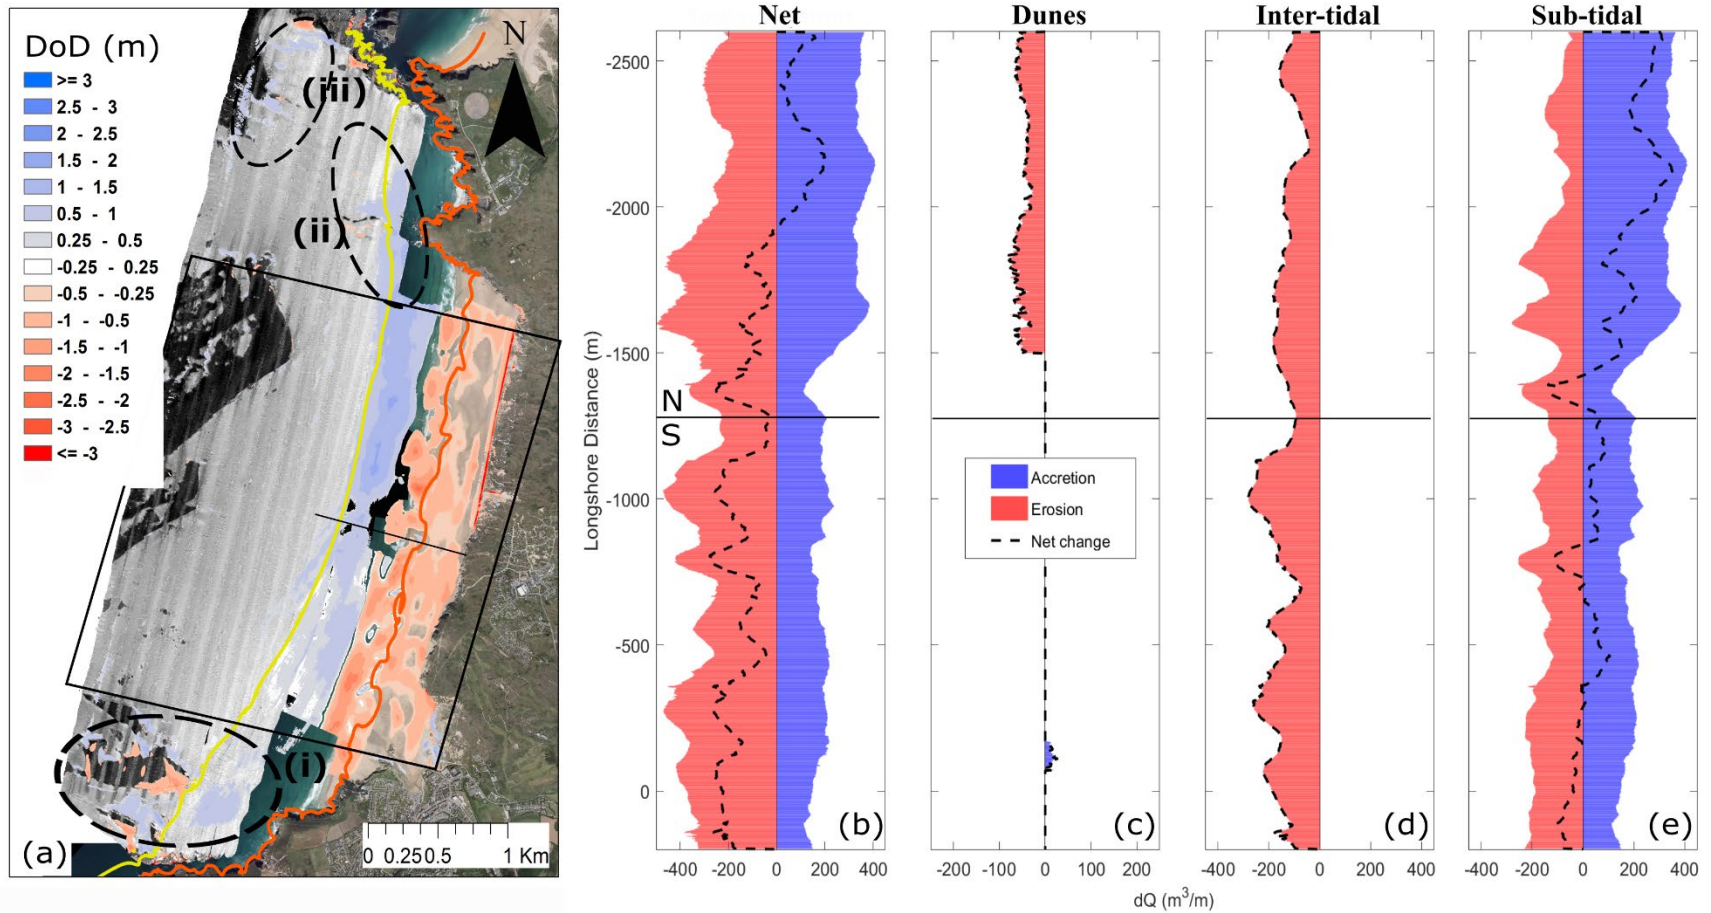 DoD (m)
>= 3
2.5 - 3
2 - 2.5
1.5 - 2
1 - 1.5
0.5 - 1
0.25 - 0.5
-0.25 - 0.25
-0.5 - -0.25
-1 - -0.5
-1.5 - -1
-2 - -1.5
-2.5 - -2
-3 - -2.5
<= -3
N
(iii)
(ii)
(i)
(a)
0 0.25 0.5 1 Km
Net
Dunes
Inter-tidal
Sub-tidal
Longshore Distance (m)
-2500
-2000
-1500
-1000
-500
0
N
S
Accretion
Erosion
Net change
(b)
(c)
(d)
(e)
-400 -200 0 200 400
-200 -100 0 100 200
-400 -200 0 200 400
-400 -200 0 200 400
dQ (m³/m)